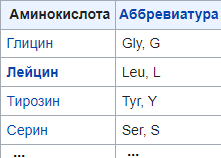 Аминокислота Аббревиатура
Глицин Gly, G
Лейцин Leu, L
Тирозин Tyr, Y
Серин Ser, S
... ...